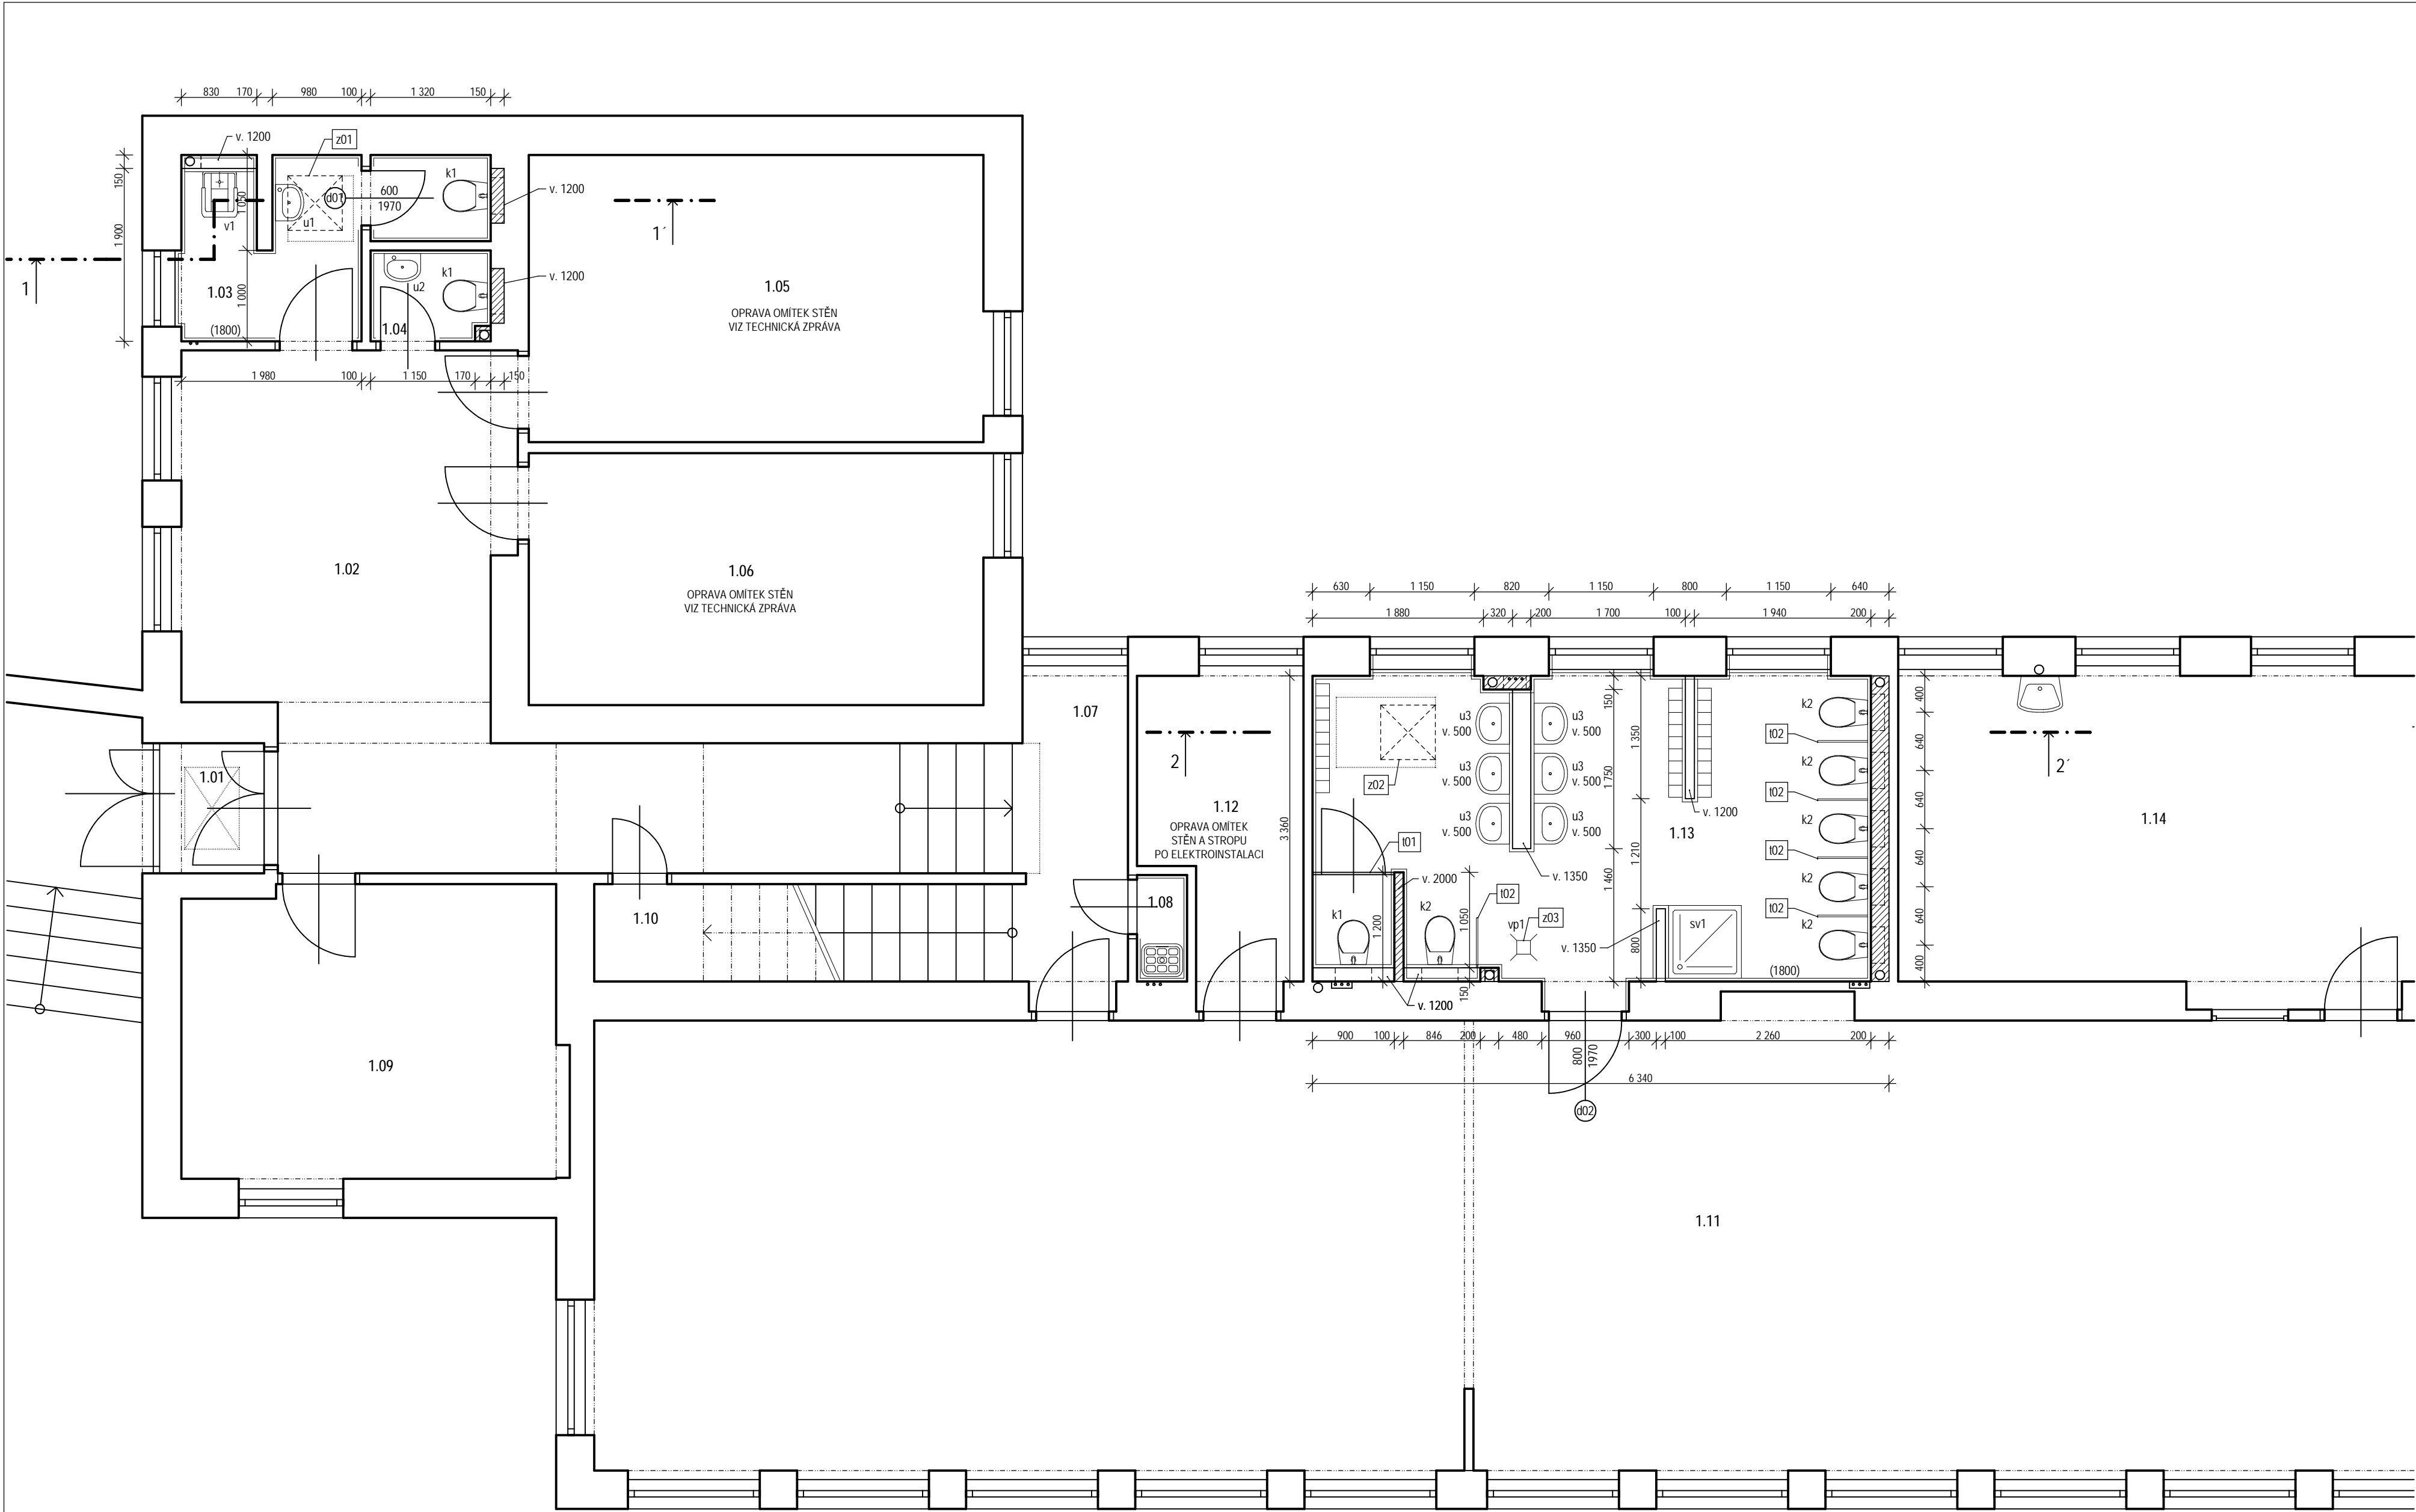 830 170 980 100 1 320 150
v. 1200
z01
150
1 900
1 050
1 000
v1
u1
d01
600
1970
k1
v. 1200
k1
u2
v. 1200
1.03
(1800)
1.04
1
1´
1 980 100 1 150 170 150
1.05
OPRAVA OMÍTEK STĚN
VIZ TECHNICKÁ ZPRÁVA
1.02
1.06
OPRAVA OMÍTEK STĚN
VIZ TECHNICKÁ ZPRÁVA
630 1 150 820 1 150 800 1 150 640
1 880 320 200 1 700 100 1 940 200
1.07
1.01
2
1.12
OPRAVA OMÍTEK
STĚN A STROPU
PO ELEKTROINSTALACI
3 360
z02
u3
v. 500
u3
v. 500
u3
v. 500
u3
v. 500
u3
v. 500
u3
v. 500
150
1 750
1 460
1 350
1 210
800
v. 1200
1.13
v. 1350
k2
t02
k2
t02
k2
t02
k2
t02
k2
400
640
640
640
640
400
2´
1.14
t01
v. 2000
k1
1 200
k2
1 050
150
t02
vp1
z03
v. 1350
sv1
(1800)
v. 1200
1.08
1.10
900 100 846 200 480 960 300 100 2 260 200
800
1970
6 340
d02
1.09
1.11